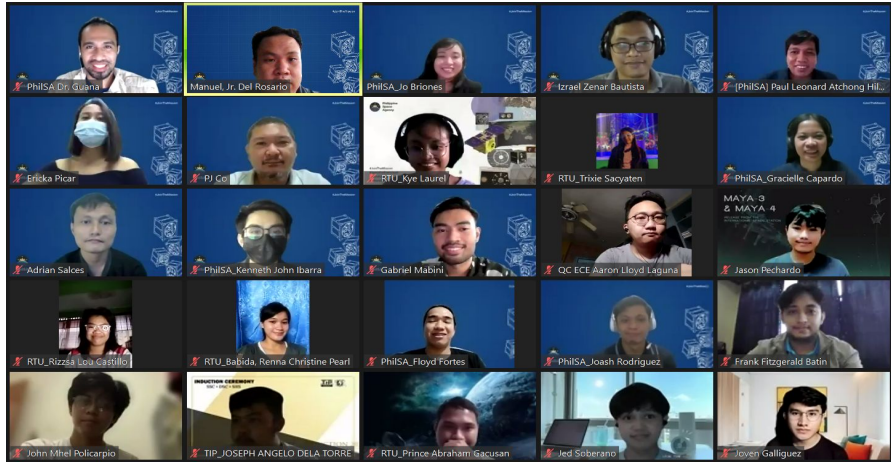 PhilSA Dr. Guana
Manuel, Jr. Del Rosario
PhilSA_Jo Briones
Izrael Zenar Bautista
[PhilSA] Paul Leonard Atchong Hil...
Ericka Picar
PJ Co
Philippine
Space
Agency
RTU_Kye Laurel
RTU_Trixie Sacyaten
PhilSA_Gracielle Capardo
Adrian Salces
PhilSA_Kenneth John Ibarra
Gabriel Mabini
QC ECE Aaron Lloyd Laguna
MAYA-3
& MAYA-4
Jason Pechardo
RTU_Rizzsa Lou Castillo
RTU_Babida, Renna Christine Pearl
PhilSA_Floyd Fortes
PhilSA_Joash Rodriguez
Frank Fitzgerald Batin
John Mhel Policarpio
INDUCTION CEREMONY
TIP_JOSEPH ANGELO DELA TORRE
RTU_Prince Abraham Gacusan
Jed Soberano
Joven Galliguez